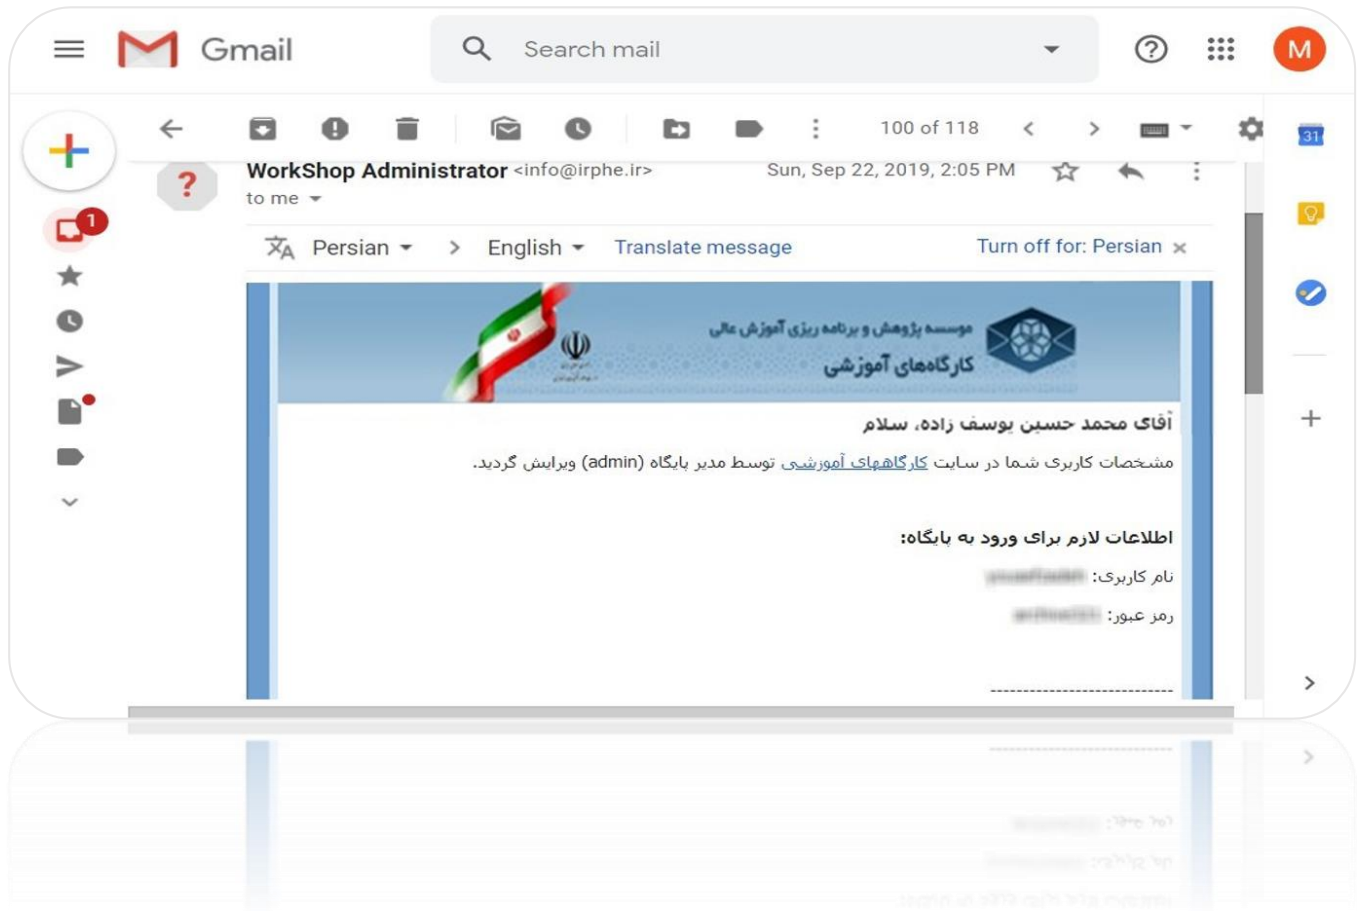 Gmail
Search mail
M
100 of 118
31
WorkShop Administrator <info@irphe.ir>
Sun, Sep 22, 2019, 2:05 PM
to me
1
Persian > English Translate message
Turn off for: Persian ×
موسسه پژوهش و برنامه ریزی آموزش عالی
کارگاه‌های آموزشی
آقای محمد حسین یوسف زاده، سلام
مشخصات کاربری شما در سایت کارگاههای آموزشی توسط مدیر پایگاه (admin) ویرایش گردید.
اطلاعات لازم برای ورود به پایگاه:
نام کاربری:
رمز عبور:
----------------------------